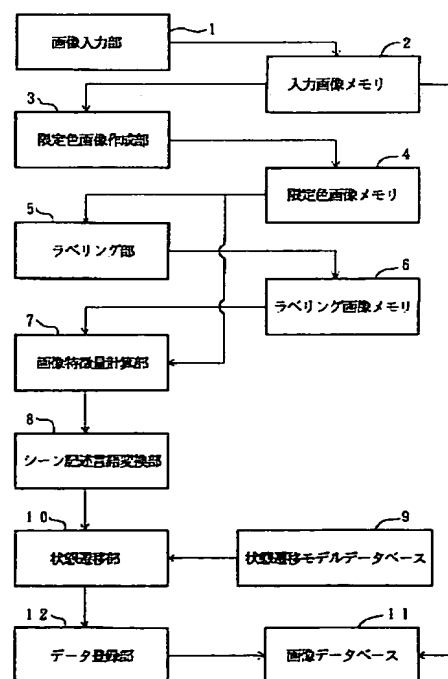 1
画像入力部
2
入力画像メモリ
3
限定色画像作成部
4
限定色画像メモリ
5
ラベリング部
6
ラベリング画像メモリ
7
画像特徴量計算部
8
シーン記述言語変換部
10
状態遷移部
9
状態遷移モデルデータベース
12
データ登録部
11
画像データベース